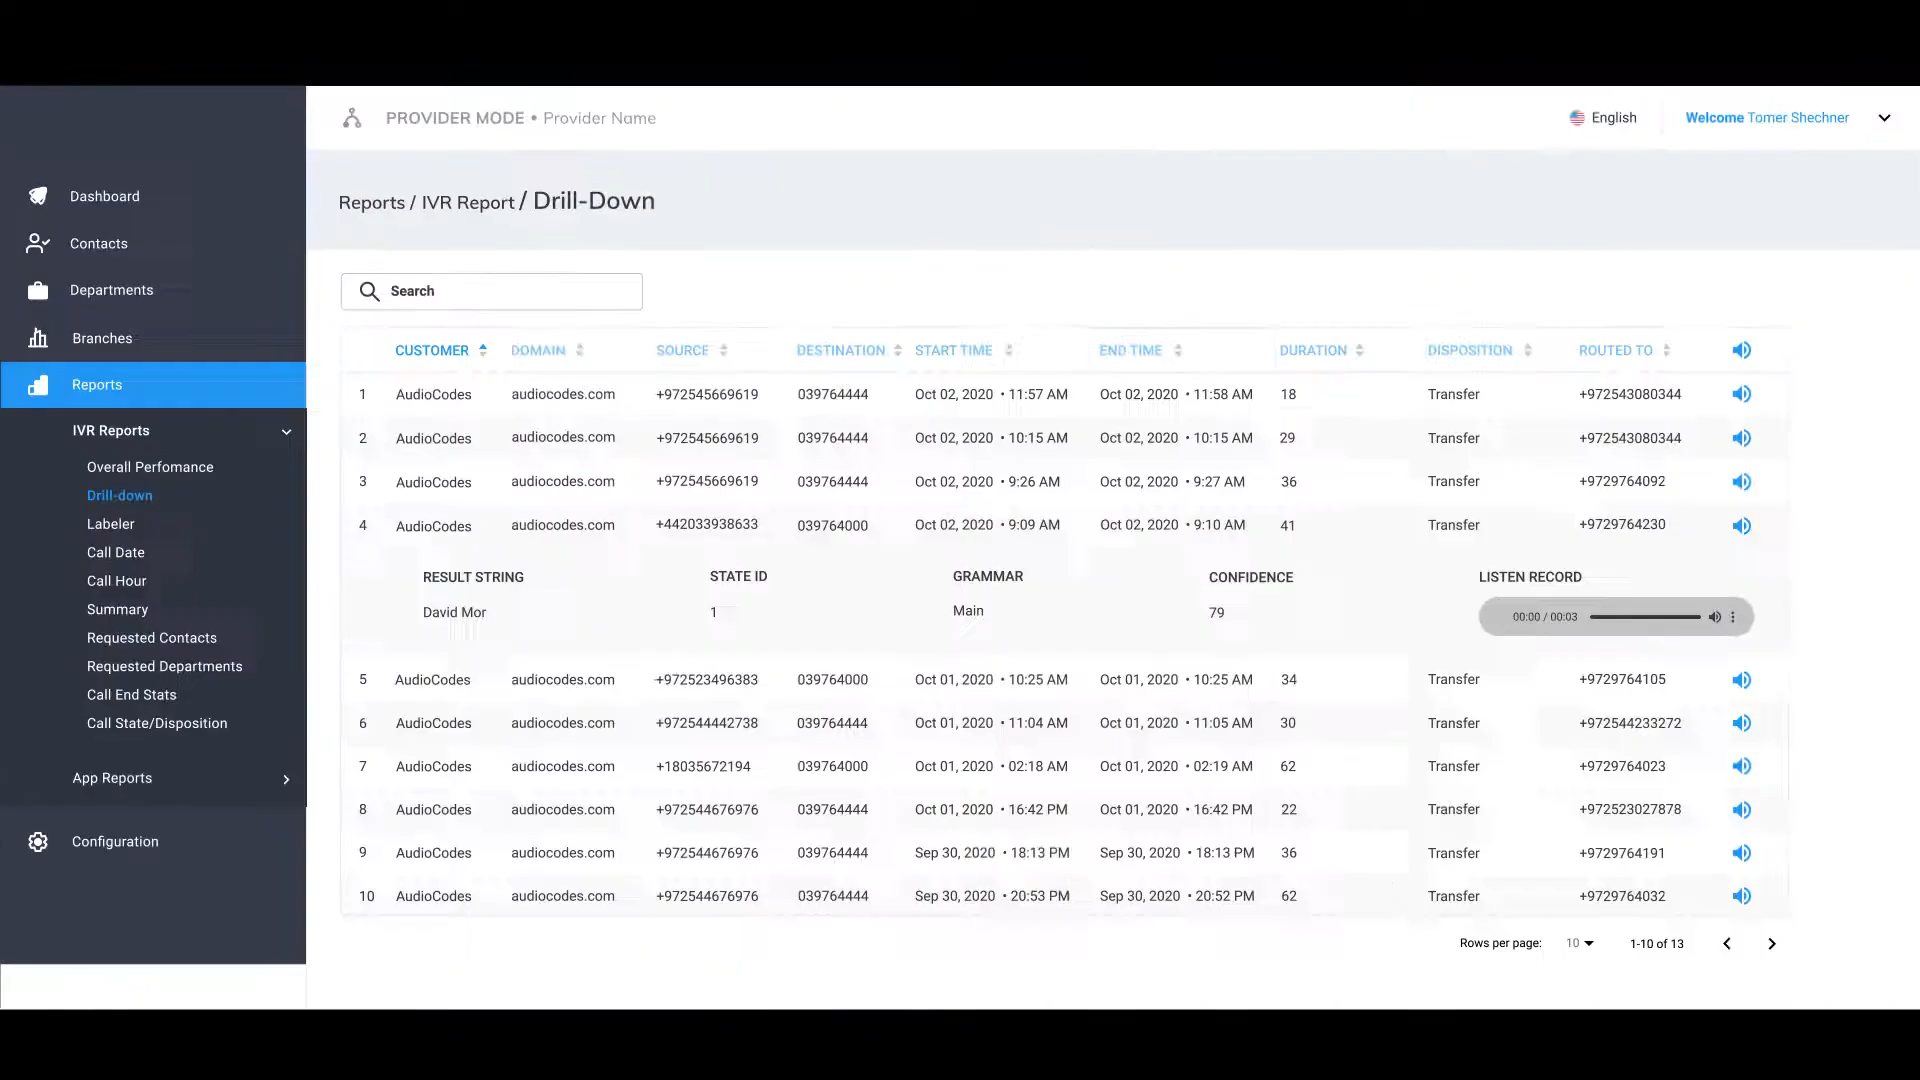 PROVIDER MODE • Provider Name
English
Welcome Tomer Shechner
Dashboard
Contacts
Departments
Branches
Reports
IVR Reports
Overall Perfomance
Drill-down
Labeler
Call Date
Call Hour
Summary
Requested Contacts
Requested Departments
Call End Stats
Call State/Disposition
App Reports
Configuration
Reports / IVR Report / Drill-Down
Search
CUSTOMER DOMAIN SOURCE DESTINATION START TIME END TIME DURATION DISPOSITION ROUTED TO
1 AudioCodes audiocodes.com +972545669619 039764444 Oct 02, 2020 • 11:57 AM Oct 02, 2020 • 11:58 AM 18 Transfer +972543080344
2 AudioCodes audiocodes.com +972545669619 039764444 Oct 02, 2020 • 10:15 AM Oct 02, 2020 • 10:15 AM 29 Transfer +972543080344
3 AudioCodes audiocodes.com +972545669619 039764444 Oct 02, 2020 • 9:26 AM Oct 02, 2020 • 9:27 AM 36 Transfer +9729764092
4 AudioCodes audiocodes.com +442033938633 039764000 Oct 02, 2020 • 9:09 AM Oct 02, 2020 • 9:10 AM 41 Transfer +9729764230
RESULT STRING STATE ID GRAMMAR CONFIDENCE LISTEN RECORD
David Mor 1 Main 79 00:00 / 00:03
5 AudioCodes audiocodes.com +972523496383 039764000 Oct 01, 2020 • 10:25 AM Oct 01, 2020 • 10:25 AM 34 Transfer +9729764105
6 AudioCodes audiocodes.com +972544442738 039764444 Oct 01, 2020 • 11:04 AM Oct 01, 2020 • 11:05 AM 30 Transfer +972544233272
7 AudioCodes audiocodes.com +18035672194 039764000 Oct 01, 2020 • 02:18 AM Oct 01, 2020 • 02:19 AM 62 Transfer +9729764023
8 AudioCodes audiocodes.com +972544676976 039764444 Oct 01, 2020 • 16:42 PM Oct 01, 2020 • 16:42 PM 22 Transfer +972523027878
9 AudioCodes audiocodes.com +972544676976 039764444 Sep 30, 2020 • 18:13 PM Sep 30, 2020 • 18:13 PM 36 Transfer +9729764191
10 AudioCodes audiocodes.com +972544676976 039764444 Sep 30, 2020 • 20:53 PM Sep 30, 2020 • 20:52 PM 62 Transfer +9729764032
Rows per page: 10 1-10 of 13